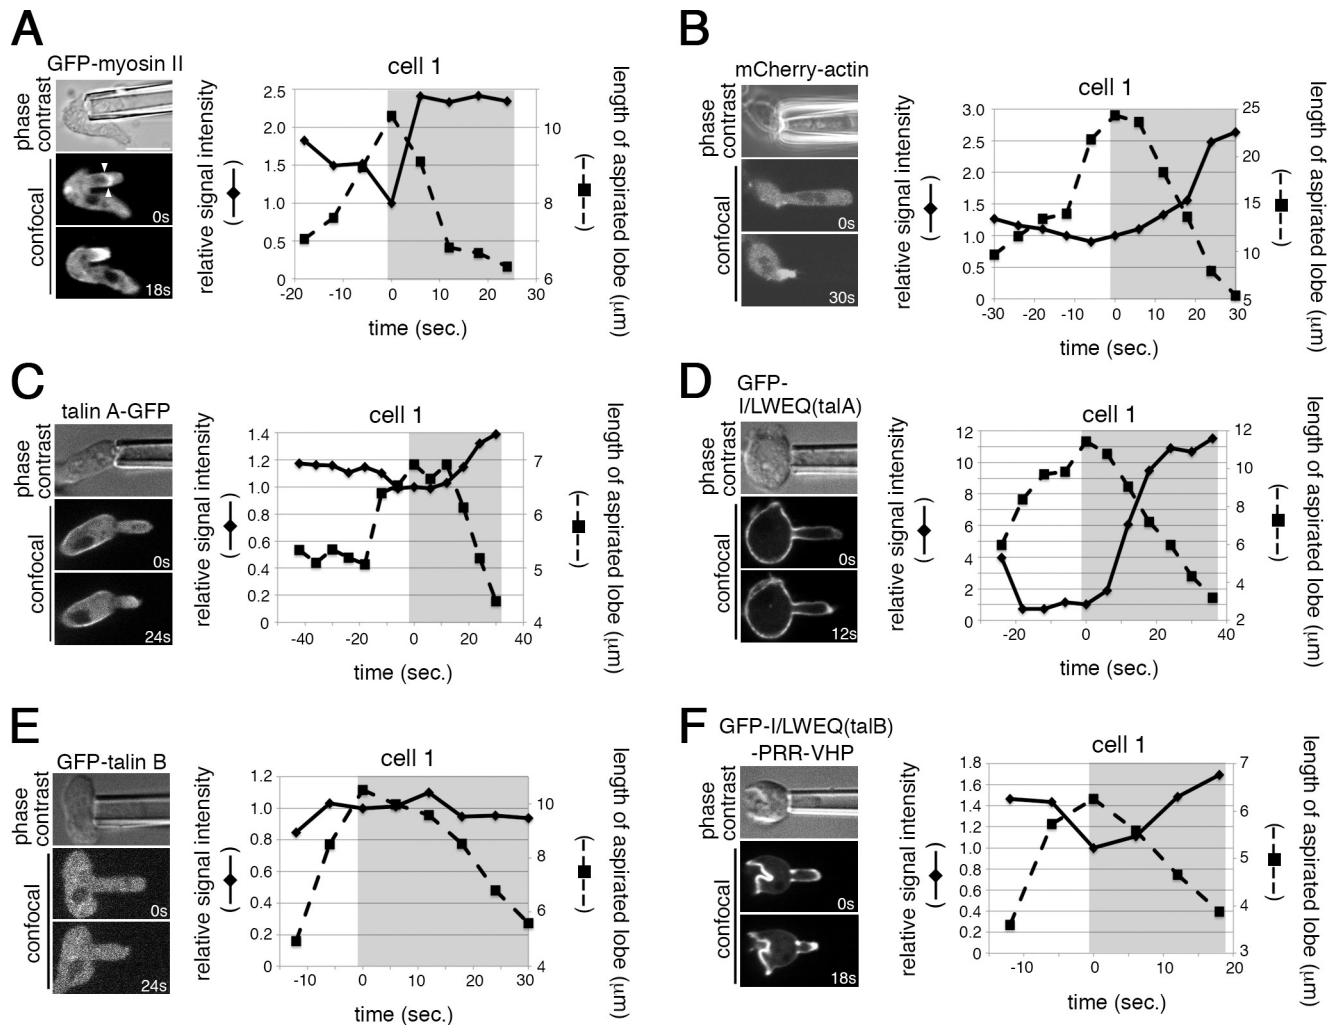 A
GFP-myosin II
phase contrast
confocal
0s
18s
cell 1
relative signal intensity
length of aspirated lobe (μm)
2.5
2.0
1.5
1.0
0.5
0
10
8
6
-20 -10 0 10 20 30
time (sec.)
B
mCherry-actin
phase contrast
confocal
0s
30s
cell 1
relative signal intensity
length of aspirated lobe (μm)
3.0
2.5
2.0
1.5
1.0
0.5
0
25
20
15
10
5
-30 -20 -10 0 10 20 30
time (sec.)
C
talin A-GFP
phase contrast
confocal
0s
24s
cell 1
relative signal intensity
length of aspirated lobe (μm)
1.4
1.2
1.0
0.8
0.6
0.4
0.2
0
7
6
5
4
-40 -20 0 20 40
time (sec.)
D
GFP-
I/LWEQ(talA)
phase contrast
confocal
0s
12s
cell 1
relative signal intensity
length of aspirated lobe (μm)
12
10
8
6
4
2
0
12
10
8
6
4
2
-20 0 20 40
time (sec.)
E
GFP-talin B
phase contrast
confocal
0s
24s
cell 1
relative signal intensity
length of aspirated lobe (μm)
1.2
1.0
0.8
0.6
0.4
0.2
0
10
8
6
4
-10 0 10 20 30
time (sec.)
F
GFP-I/LWEQ(talB)
-PRR-VHP
phase contrast
confocal
0s
18s
cell 1
relative signal intensity
length of aspirated lobe (μm)
1.8
1.6
1.4
1.2
1.0
0.8
0.6
0.4
0.2
0
7
6
5
4
3
-10 0 10 20
time (sec.)